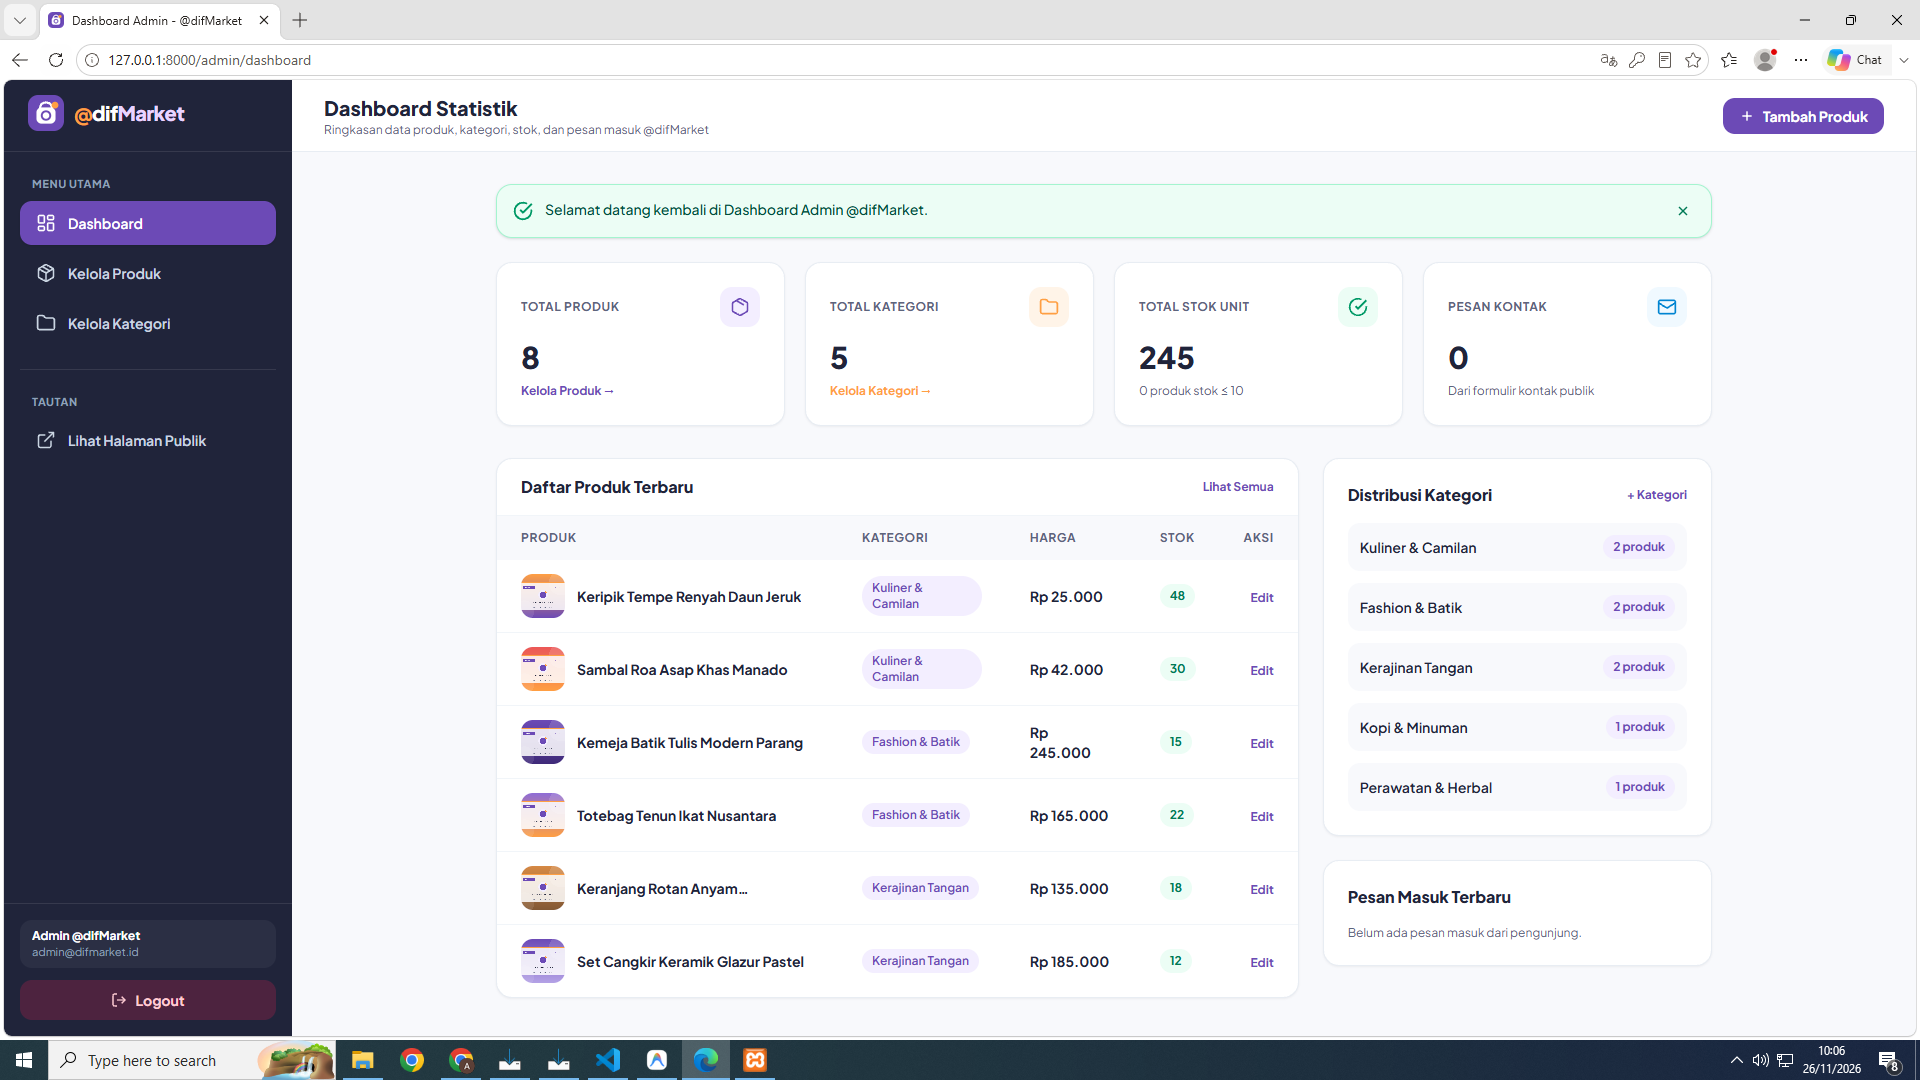 Dashboard Admin - @difMarket
127.0.0.1:8000/admin/dashboard
Chat
@difMarket
MENU UTAMA
Dashboard
Kelola Produk
Kelola Kategori
TAUTAN
Lihat Halaman Publik
Admin @difMarket
admin@difmarket.id
Logout
Dashboard Statistik
Ringkasan data produk, kategori, stok, dan pesan masuk @difMarket
+ Tambah Produk
Selamat datang kembali di Dashboard Admin @difMarket.
TOTAL PRODUK
8
Kelola Produk →
TOTAL KATEGORI
5
Kelola Kategori →
TOTAL STOK UNIT
245
0 produk stok ≤ 10
PESAN KONTAK
0
Dari formulir kontak publik
Daftar Produk Terbaru
Lihat Semua
PRODUK KATEGORI HARGA STOK AKSI
Keripik Tempe Renyah Daun Jeruk
Kuliner &
Camilan
Rp 25.000
48
Edit
Sambal Roa Asap Khas Manado
Kuliner &
Camilan
Rp 42.000
30
Edit
Kemeja Batik Tulis Modern Parang
Fashion & Batik
Rp
245.000
15
Edit
Totebag Tenun Ikat Nusantara
Fashion & Batik
Rp 165.000
22
Edit
Keranjang Rotan Anyam...
Kerajinan Tangan
Rp 135.000
18
Edit
Set Cangkir Keramik Glazur Pastel
Kerajinan Tangan
Rp 185.000
12
Edit
Distribusi Kategori
+ Kategori
Kuliner & Camilan
2 produk
Fashion & Batik
2 produk
Kerajinan Tangan
2 produk
Kopi & Minuman
1 produk
Perawatan & Herbal
1 produk
Pesan Masuk Terbaru
Belum ada pesan masuk dari pengunjung.
Type here to search
10:06
26/11/2026
8